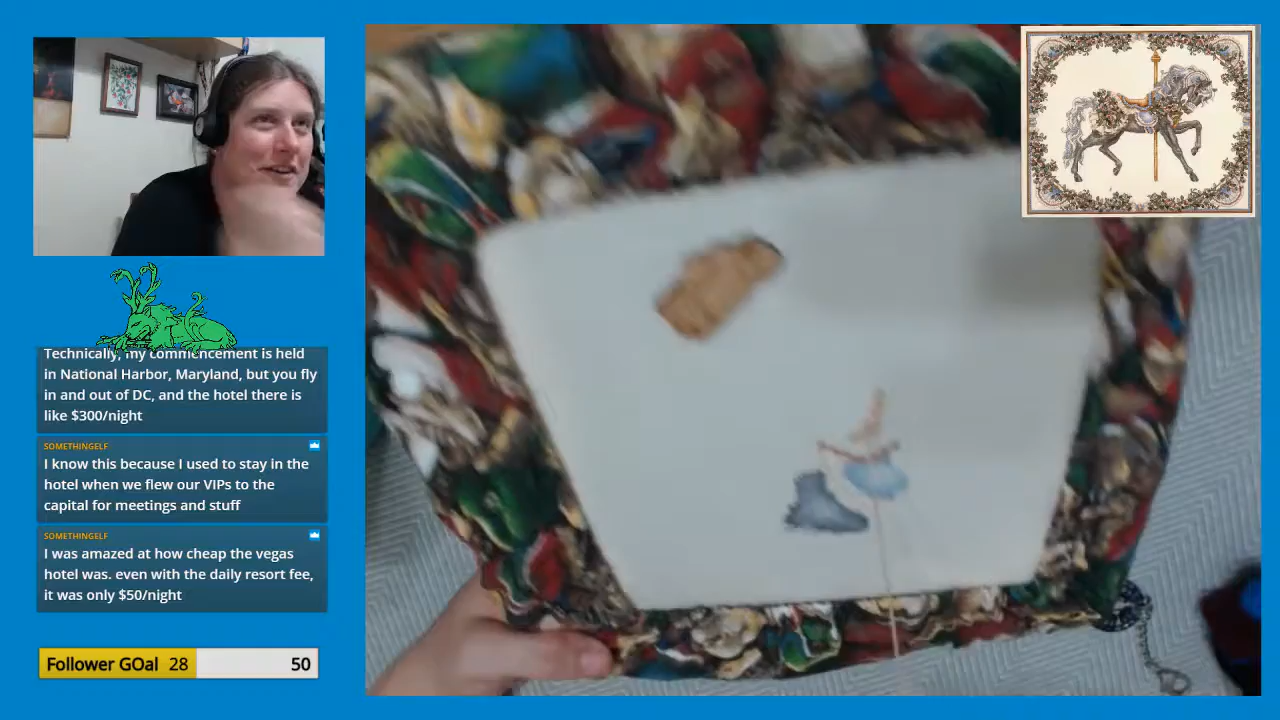 Technically, my commencement is held
in National Harbor, Maryland, but you fly
in and out of DC, and the hotel there is
like $300/night
SOMETHINGELF
I know this because I used to stay in the
hotel when we flew our VIPs to the
capital for meetings and stuff
SOMETHINGELF
I was amazed at how cheap the vegas
hotel was. even with the daily resort fee,
it was only $50/night
Follower GOal 28 50